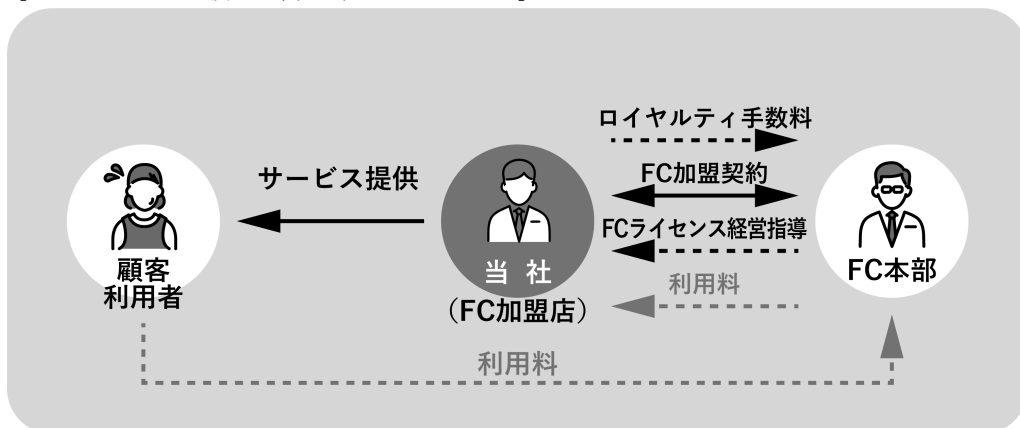 ロイヤルティ手数料
サービス提供
FC加盟契約
FCライセンス経営指導
顧客
利用者
当 社
(FC加盟店)
FC本部
利用料
利用料